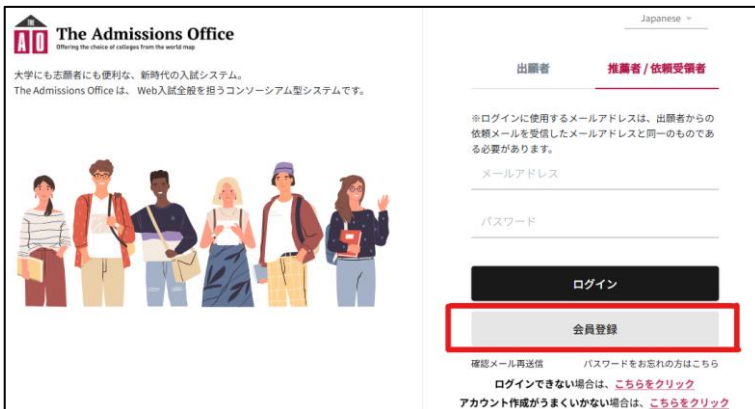 THE
AO
The Admissions Office
Offering the choice of colleges from the world map
大学にも志願者にも便利な、新時代の入試システム。
The Admissions Office は、 Web入試全般を担うコンソーシアム型システムです。
Japanese
出願者
推薦者 / 依頼受領者
※ログインに使用するメールアドレスは、出願者からの
依頼メールを受信したメールアドレスと同一のものであ
る必要があります。
メールアドレス
パスワード
ログイン
会員登録
確認メール再送信
パスワードをお忘れの方はこちら
ログインできない場合は、こちらをクリック
アカウント作成がうまくいかない場合は、こちらをクリック